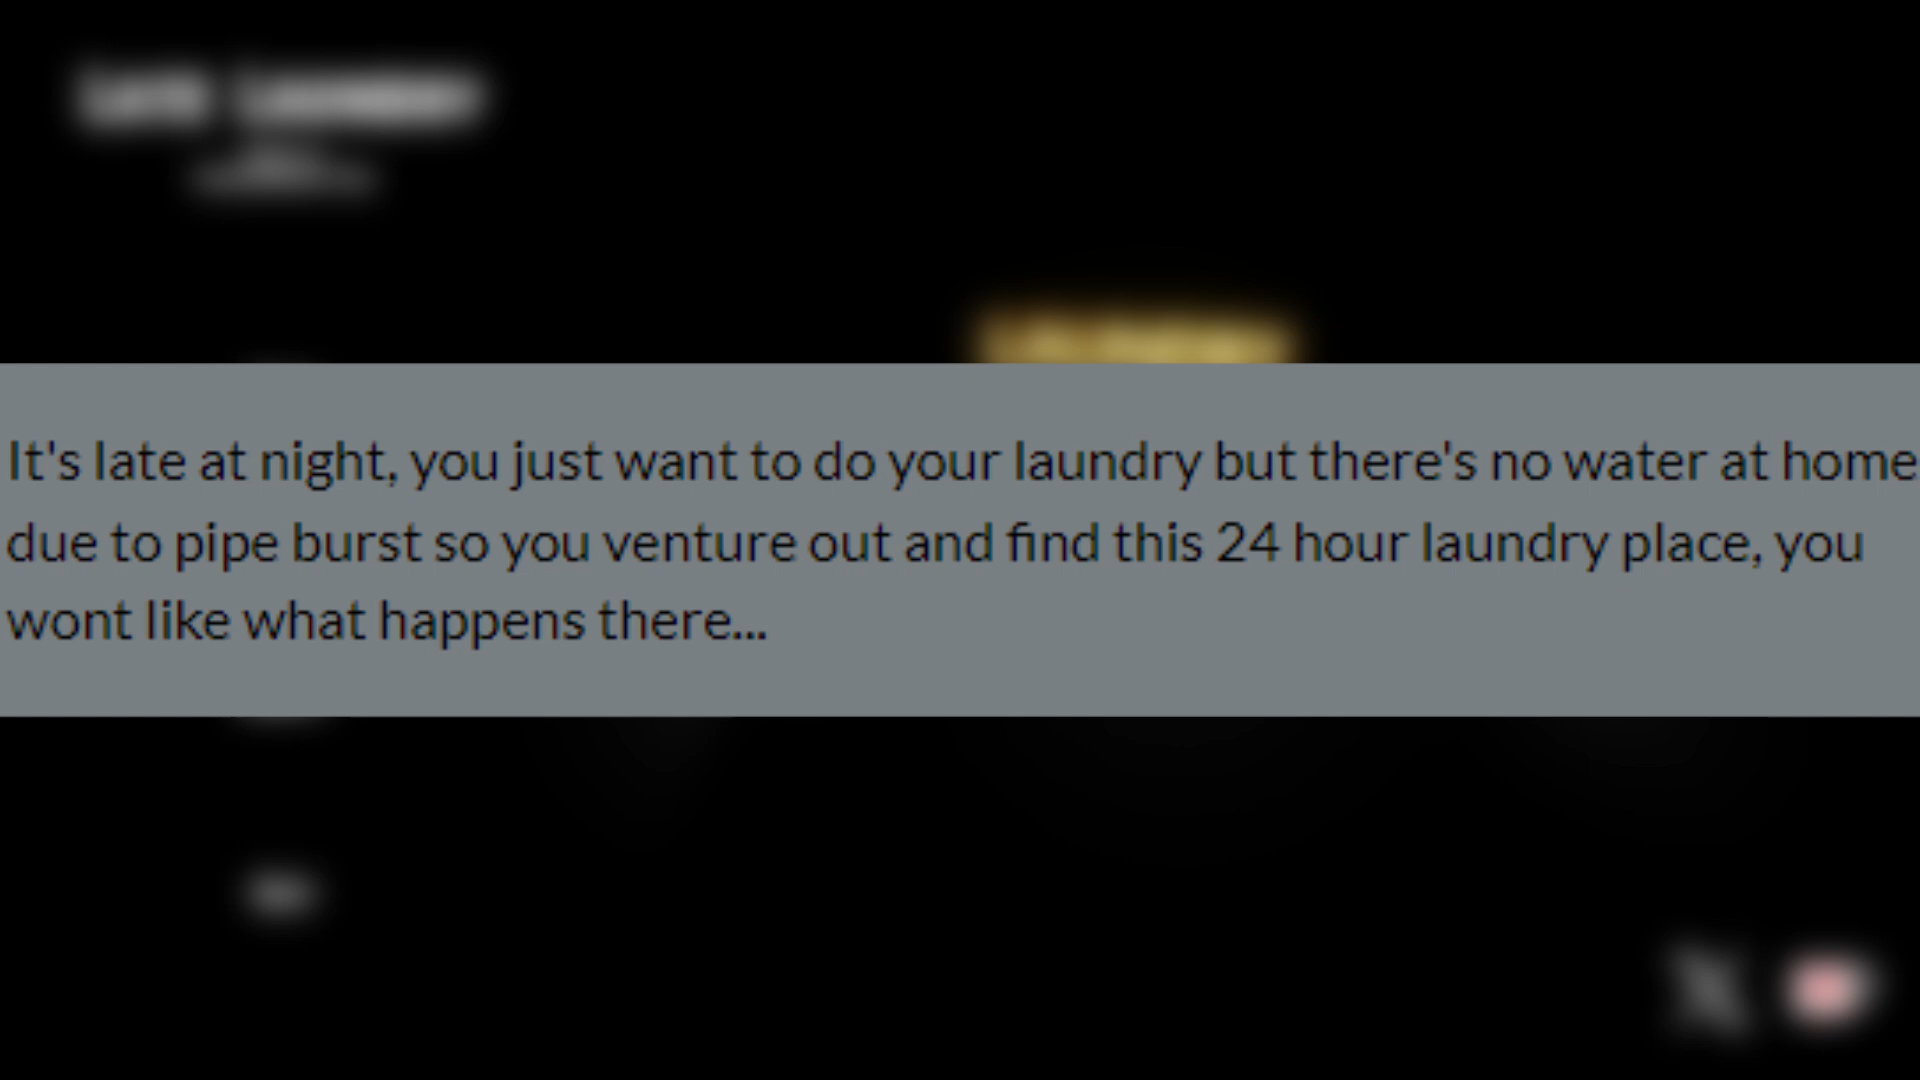 It's late at night, you just want to do your laundry but there's no water at home
due to pipe burst so you venture out and find this 24 hour laundry place, you
wont like what happens there...